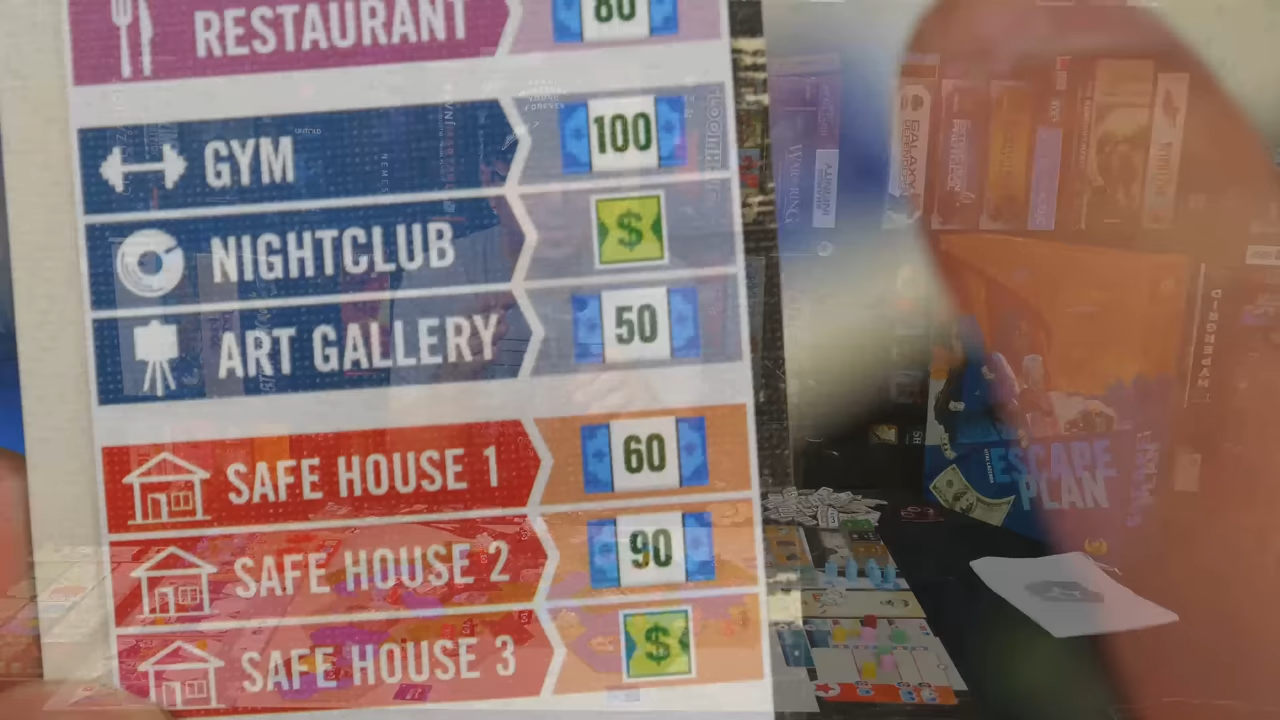 RESTAURANT 80
GYM 100
NIGHTCLUB $
ART GALLERY 50
SAFE HOUSE 1 60
SAFE HOUSE 2 90
SAFE HOUSE 3 $
ESCAPE
PLAN
GALAXY